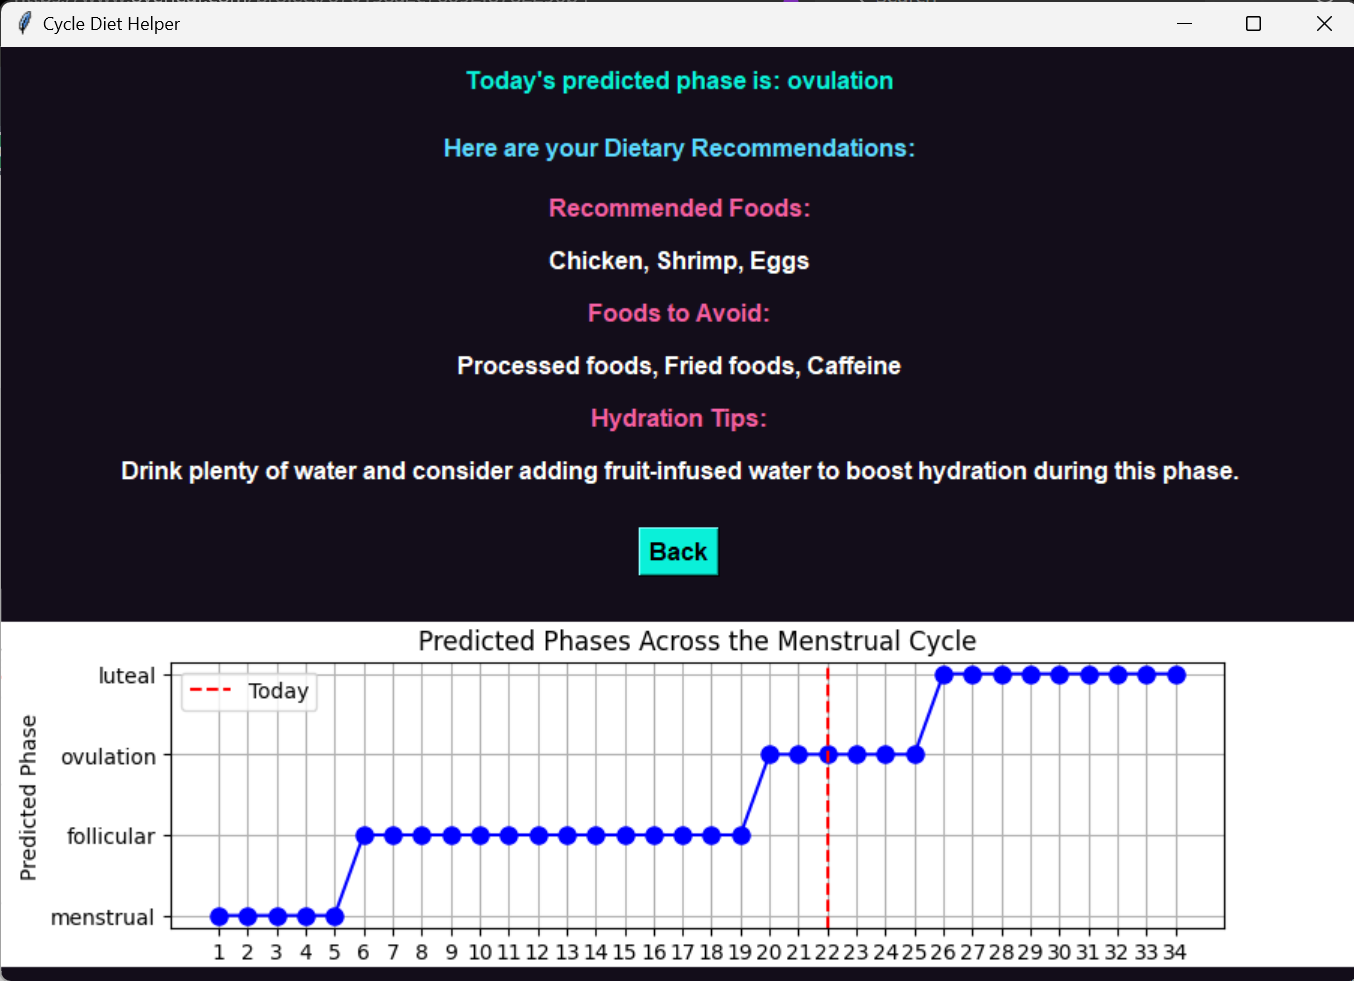 Cycle Diet Helper
Today's predicted phase is: ovulation
Here are your Dietary Recommendations:
Recommended Foods:
Chicken, Shrimp, Eggs
Foods to Avoid:
Processed foods, Fried foods, Caffeine
Hydration Tips:
Drink plenty of water and consider adding fruit-infused water to boost hydration during this phase.
Back
Predicted Phases Across the Menstrual Cycle
Today
Predicted Phase
luteal
ovulation
follicular
menstrual
1 2 3 4 5 6 7 8 9 10 11 12 13 14 15 16 17 18 19 20 21 22 23 24 25 26 27 28 29 30 31 32 33 34